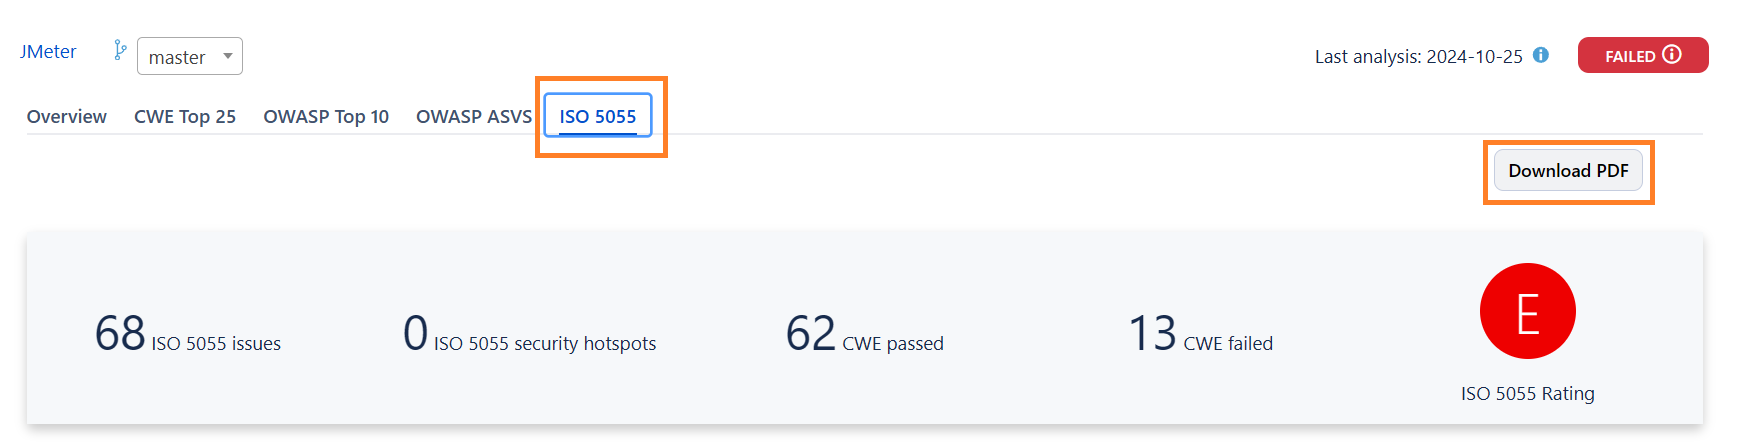 JMeter master Last analysis: 2024-10-25 FAILED
Overview CWE Top 25 OWASP Top 10 OWASP ASVS ISO 5055
Download PDF
68 ISO 5055 issues 0 ISO 5055 security hotspots 62 CWE passed 13 CWE failed
E
ISO 5055 Rating